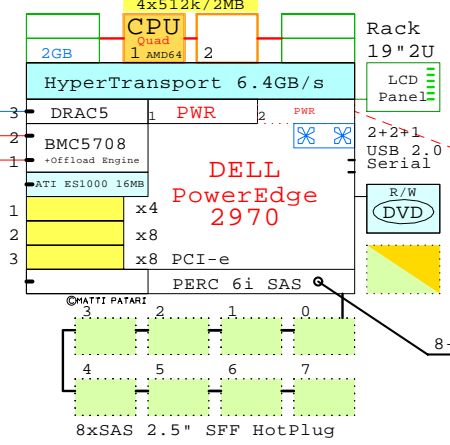 4x512k/2MB
CPU
Quad
1 AMD64 2
2GB
Rack
19"2U
HyperTransport 6.4GB/s
LCD
Panel
3 DRAC5 1 PWR 2 PWR
2 BMC5708
1 +Offload Engine
2+2+1
USB 2.0
Serial
ATI ES1000 16MB
DELL
PowerEdge
2970
R/W
DVD
1 x4
2 x8
3 x8 PCI-e
PERC 6i SAS
©MATTI PATARI
3 2 1 0
8-
4 5 6 7
8xSAS 2.5" SFF HotPlug